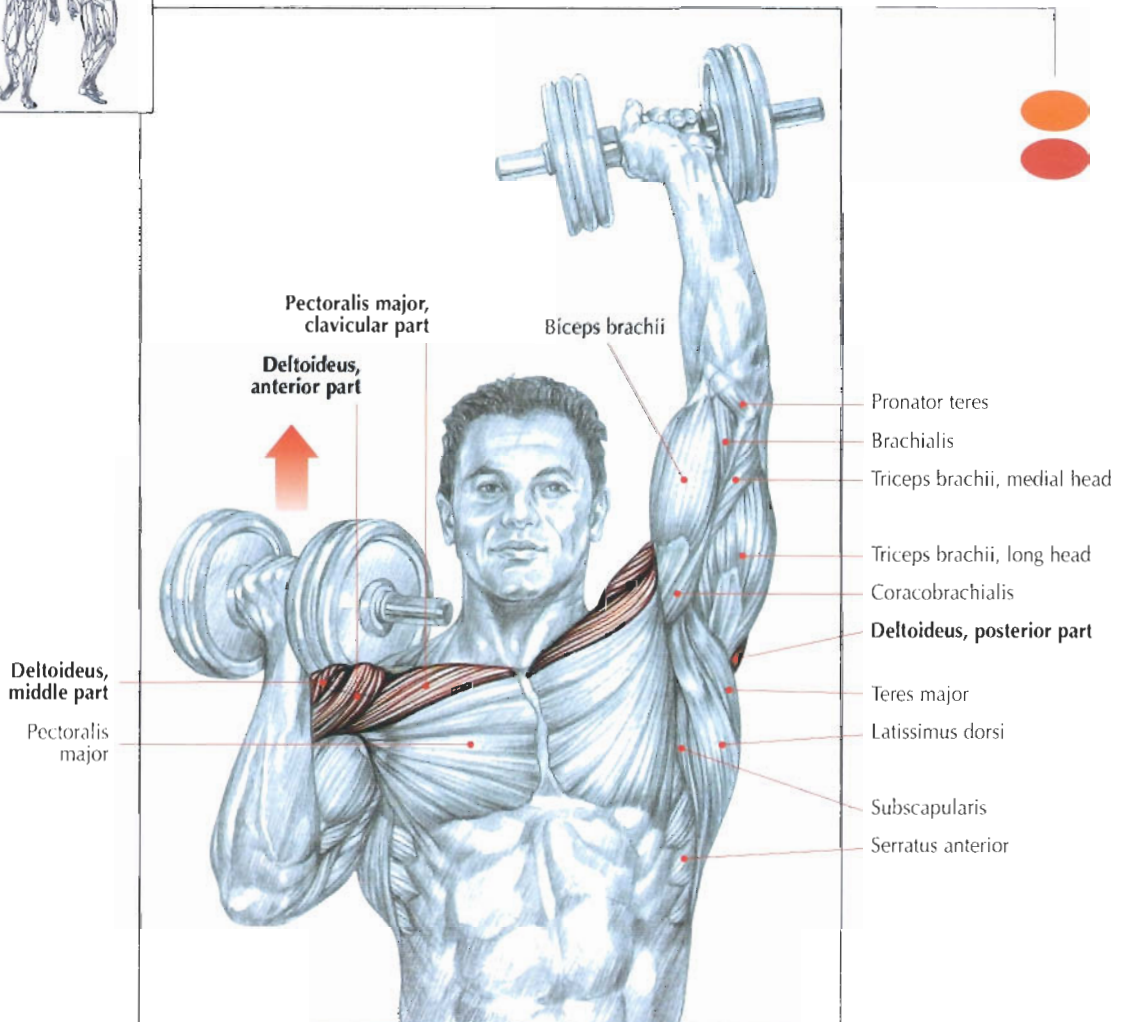 Pectoralis major,
clavicular part
Biceps brachii
Deltoideus,
anterior part
Pronator teres
Brachialis
Triceps brachii, medial head
Triceps brachii, long head
Coracobrachialis
Deltoideus, posterior part
Deltoideus,
middle part
Teres major
Pectoralis
major
Latissimus dorsi
Subscapularis
Serratus anterior